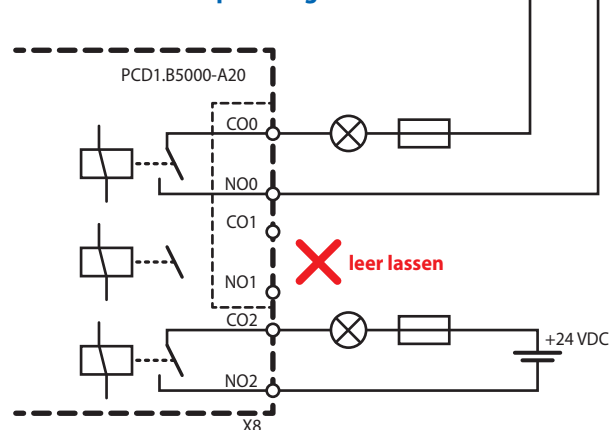 PCD1.B5000-A20
CO0
NO0
CO1
leer lassen
NO1
CO2
+24 VDC
NO2
X8